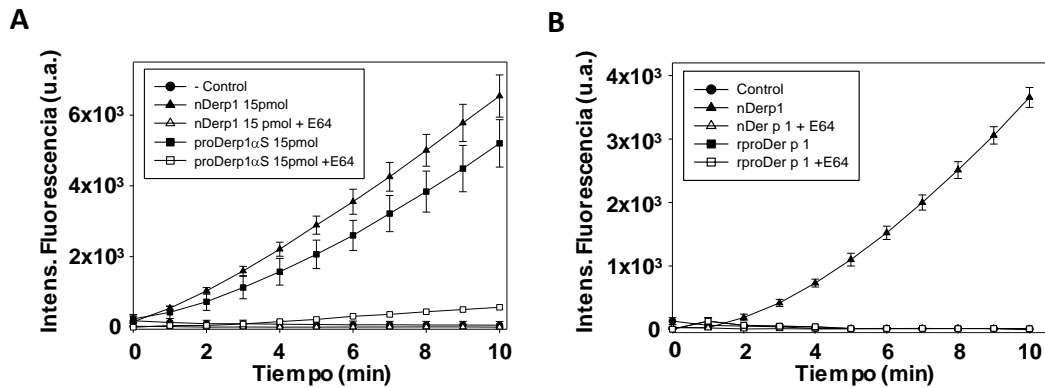 A
Intens. Fluorescencia (u.a.)
6x10³
4x10³
2x10³
0
- Control
nDerp1 15pmol
nDerp1 15 pmol + E64
proDerp1αS 15pmol
proDerp1αS 15pmol +E64
0 2 4 6 8 10
Tiempo (min)
B
Intens. Fluorescencia (u.a.)
4x10³
3x10³
2x10³
1x10³
0
Control
nDerp1
nDer p 1 + E64
rproDer p 1
rproDer p 1 +E64
0 2 4 6 8 10
Tiempo (min)